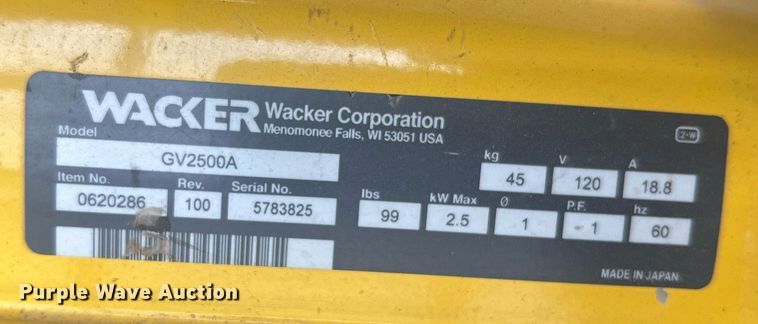 WACKER Wacker Corporation
Menomonee Falls, WI 53051 USA
2-W
Model
GV2500A
kg V A
45 120 18.8
Item No. Rev. Serial No.
0620286 100 5783825
lbs kW Max Ø P.F. hz
99 2.5 1 1 60
MADE IN JAPAN
Purple Wave Auction